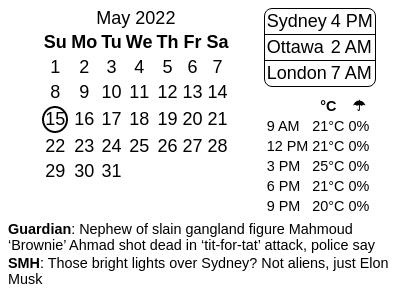 May 2022
Su Mo Tu We Th Fr Sa
1 2 3 4 5 6 7
8 9 10 11 12 13 14
15 16 17 18 19 20 21
22 23 24 25 26 27 28
29 30 31
Sydney 4 PM
Ottawa 2 AM
London 7 AM
°C ☂
9 AM 21°C 0%
12 PM 21°C 0%
3 PM 25°C 0%
6 PM 21°C 0%
9 PM 20°C 0%
Guardian: Nephew of slain gangland figure Mahmoud
‘Brownie’ Ahmad shot dead in ‘tit-for-tat’ attack, police say
SMH: Those bright lights over Sydney? Not aliens, just Elon
Musk